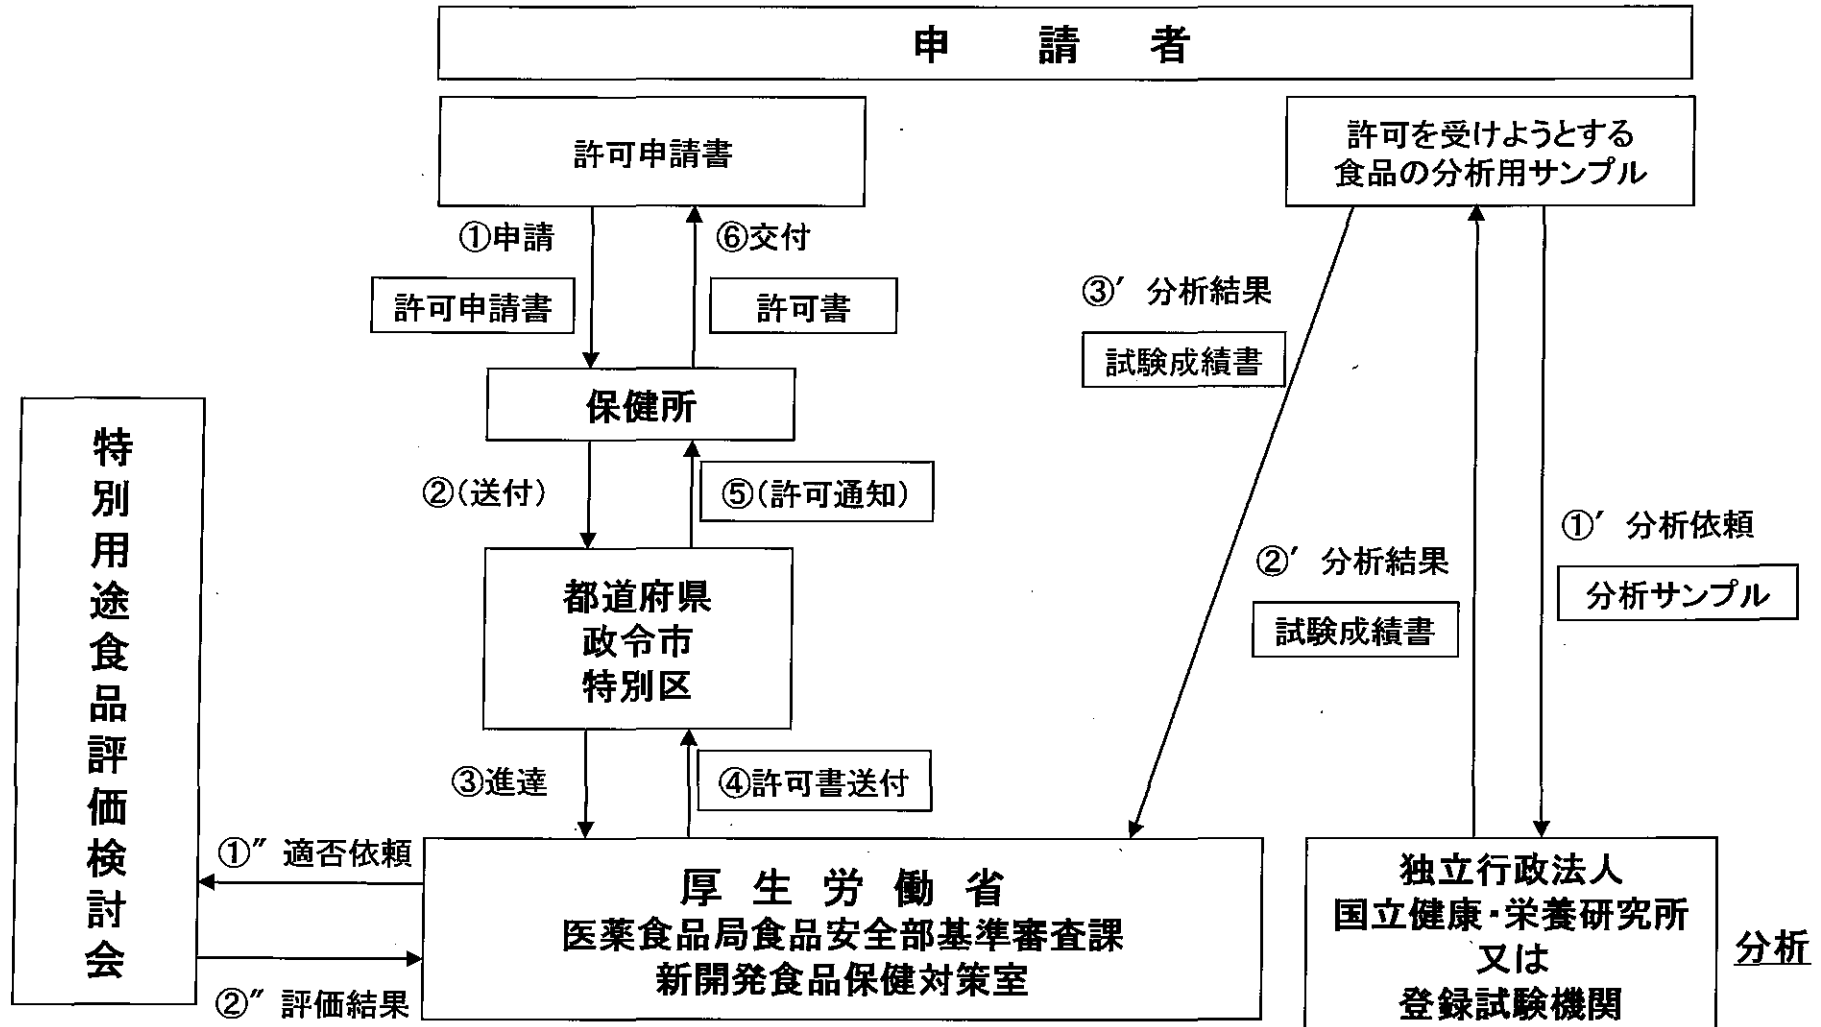 申請者
許可申請書
許可を受けようとする
食品の分析用サンプル
①申請
⑥交付
許可申請書
許可書
③′ 分析結果
試験成績書
保健所
特別用途食品評価検討会
②(送付)
⑤(許可通知)
①′ 分析依頼
分析サンプル
②′ 分析結果
試験成績書
都道府県
政令市
特別区
③進達
④許可書送付
①″ 適否依頼
②″ 評価結果
厚生労働省
医薬食品局食品安全部基準審査課
新開発食品保健対策室
独立行政法人
国立健康・栄養研究所
又は
登録試験機関
分析